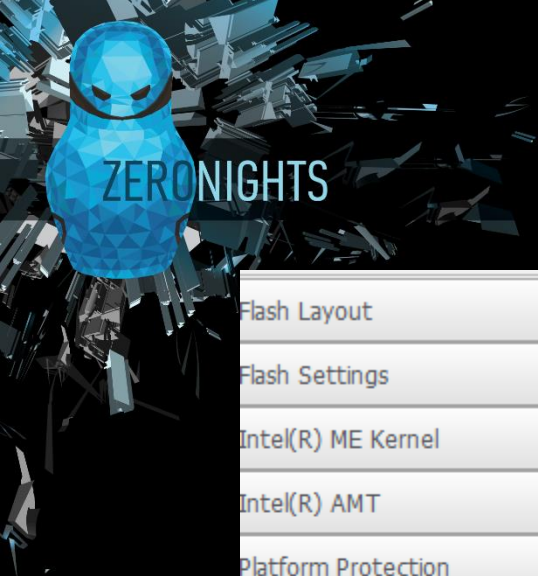 ZERONIGHTS
Flash Layout
Flash Settings
Intel(R) ME Kernel
Intel(R) AMT
Platform Protection